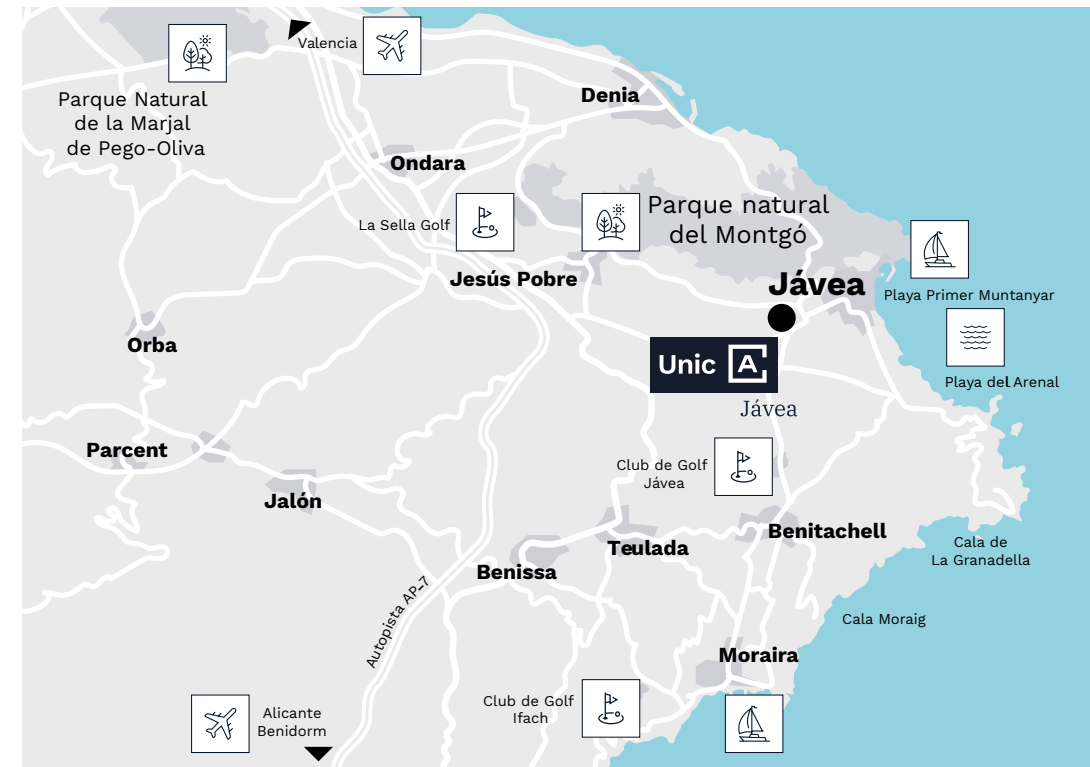 Valencia
Parque Natural
de la Marjal
de Pego-Oliva
Denia
Ondara
La Sella Golf
Parque natural
del Montgó
Jesús Pobre
Jávea
Playa Primer Muntanyar
Orba
Unic A
Jávea
Playa del Arenal
Parcent
Club de Golf
Jávea
Jalón
Benitachell
Teulada
Cala de
La Granadella
Benissa
Autopista AP-7
Cala Moraig
Moraira
Club de Golf
Ifach
Alicante
Benidorm